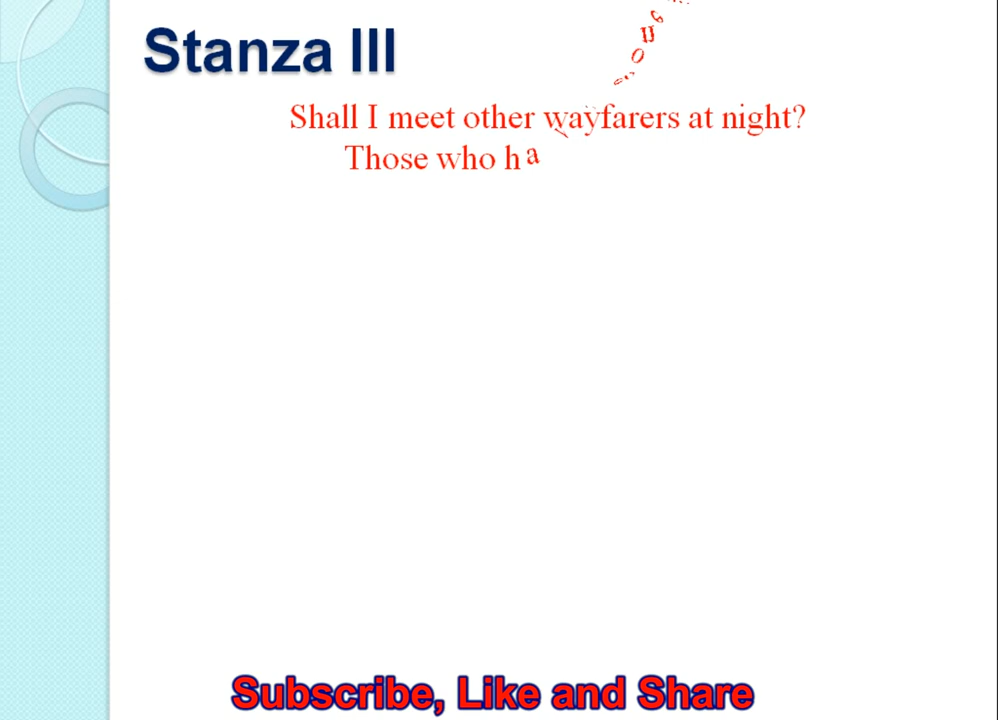 Stanza III
Shall I meet other wayfarers at night?
Those who ha
Subscribe, Like and Share